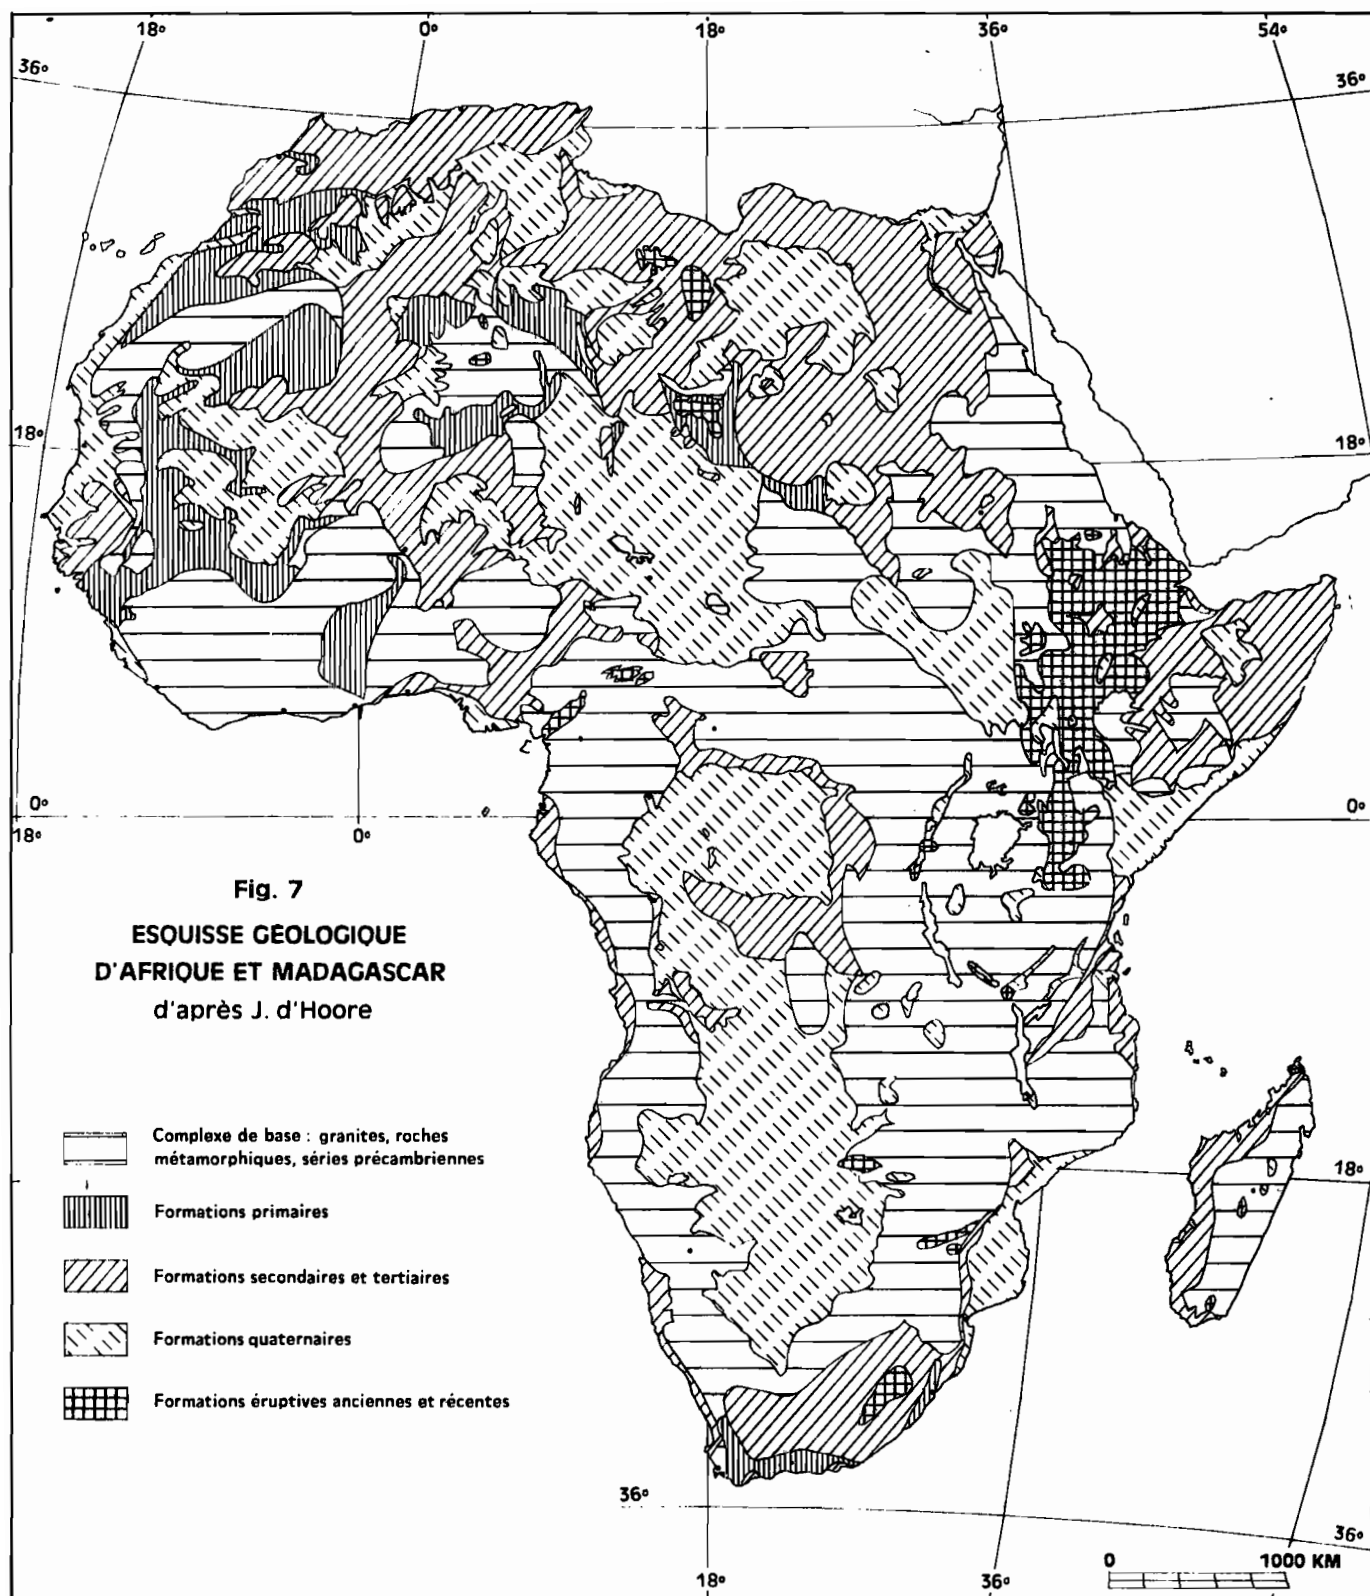 18° 0° 18° 36° 54°
36° 36°
18° 18°
0° 0°
18° 0°
Fig. 7
ESQUISSE GEOLOGIQUE
D'AFRIQUE ET MADAGASCAR
d'après J. d'Hoore
Complexe de base : granites, roches
métamorphiques, séries précambriennes
18°
Formations primaires
Formations secondaires et tertiaires
Formations quaternaires
Formations éruptives anciennes et récentes
36°
36°
0 1000 KM
18° 36°